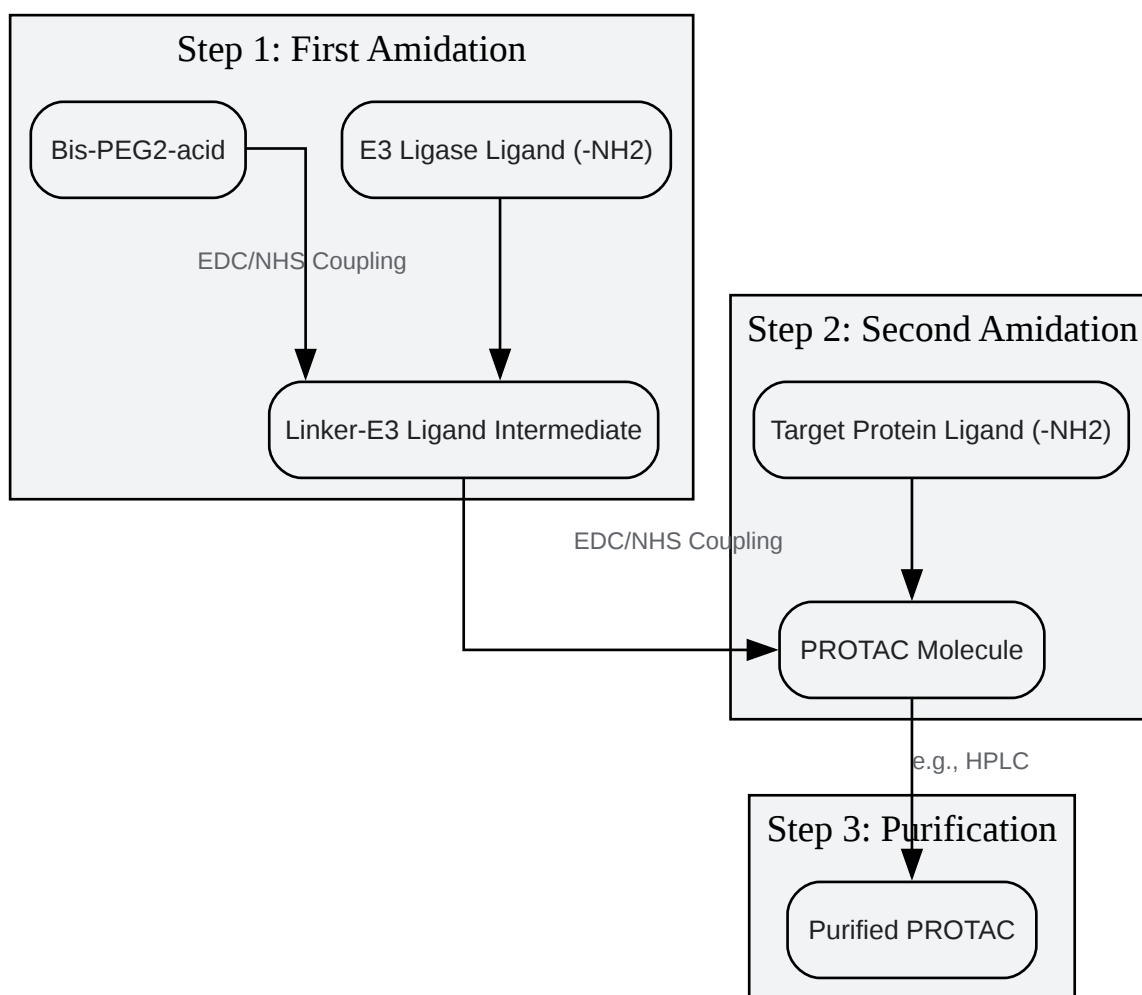 Step 1: First Amidation
Bis-PEG2-acid
E3 Ligase Ligand (-NH2)
EDC/NHS Coupling
Linker-E3 Ligand Intermediate
Step 2: Second Amidation
Target Protein Ligand (-NH2)
EDC/NHS Coupling
PROTAC Molecule
e.g., HPLC
Step 3: Purification
Purified PROTAC